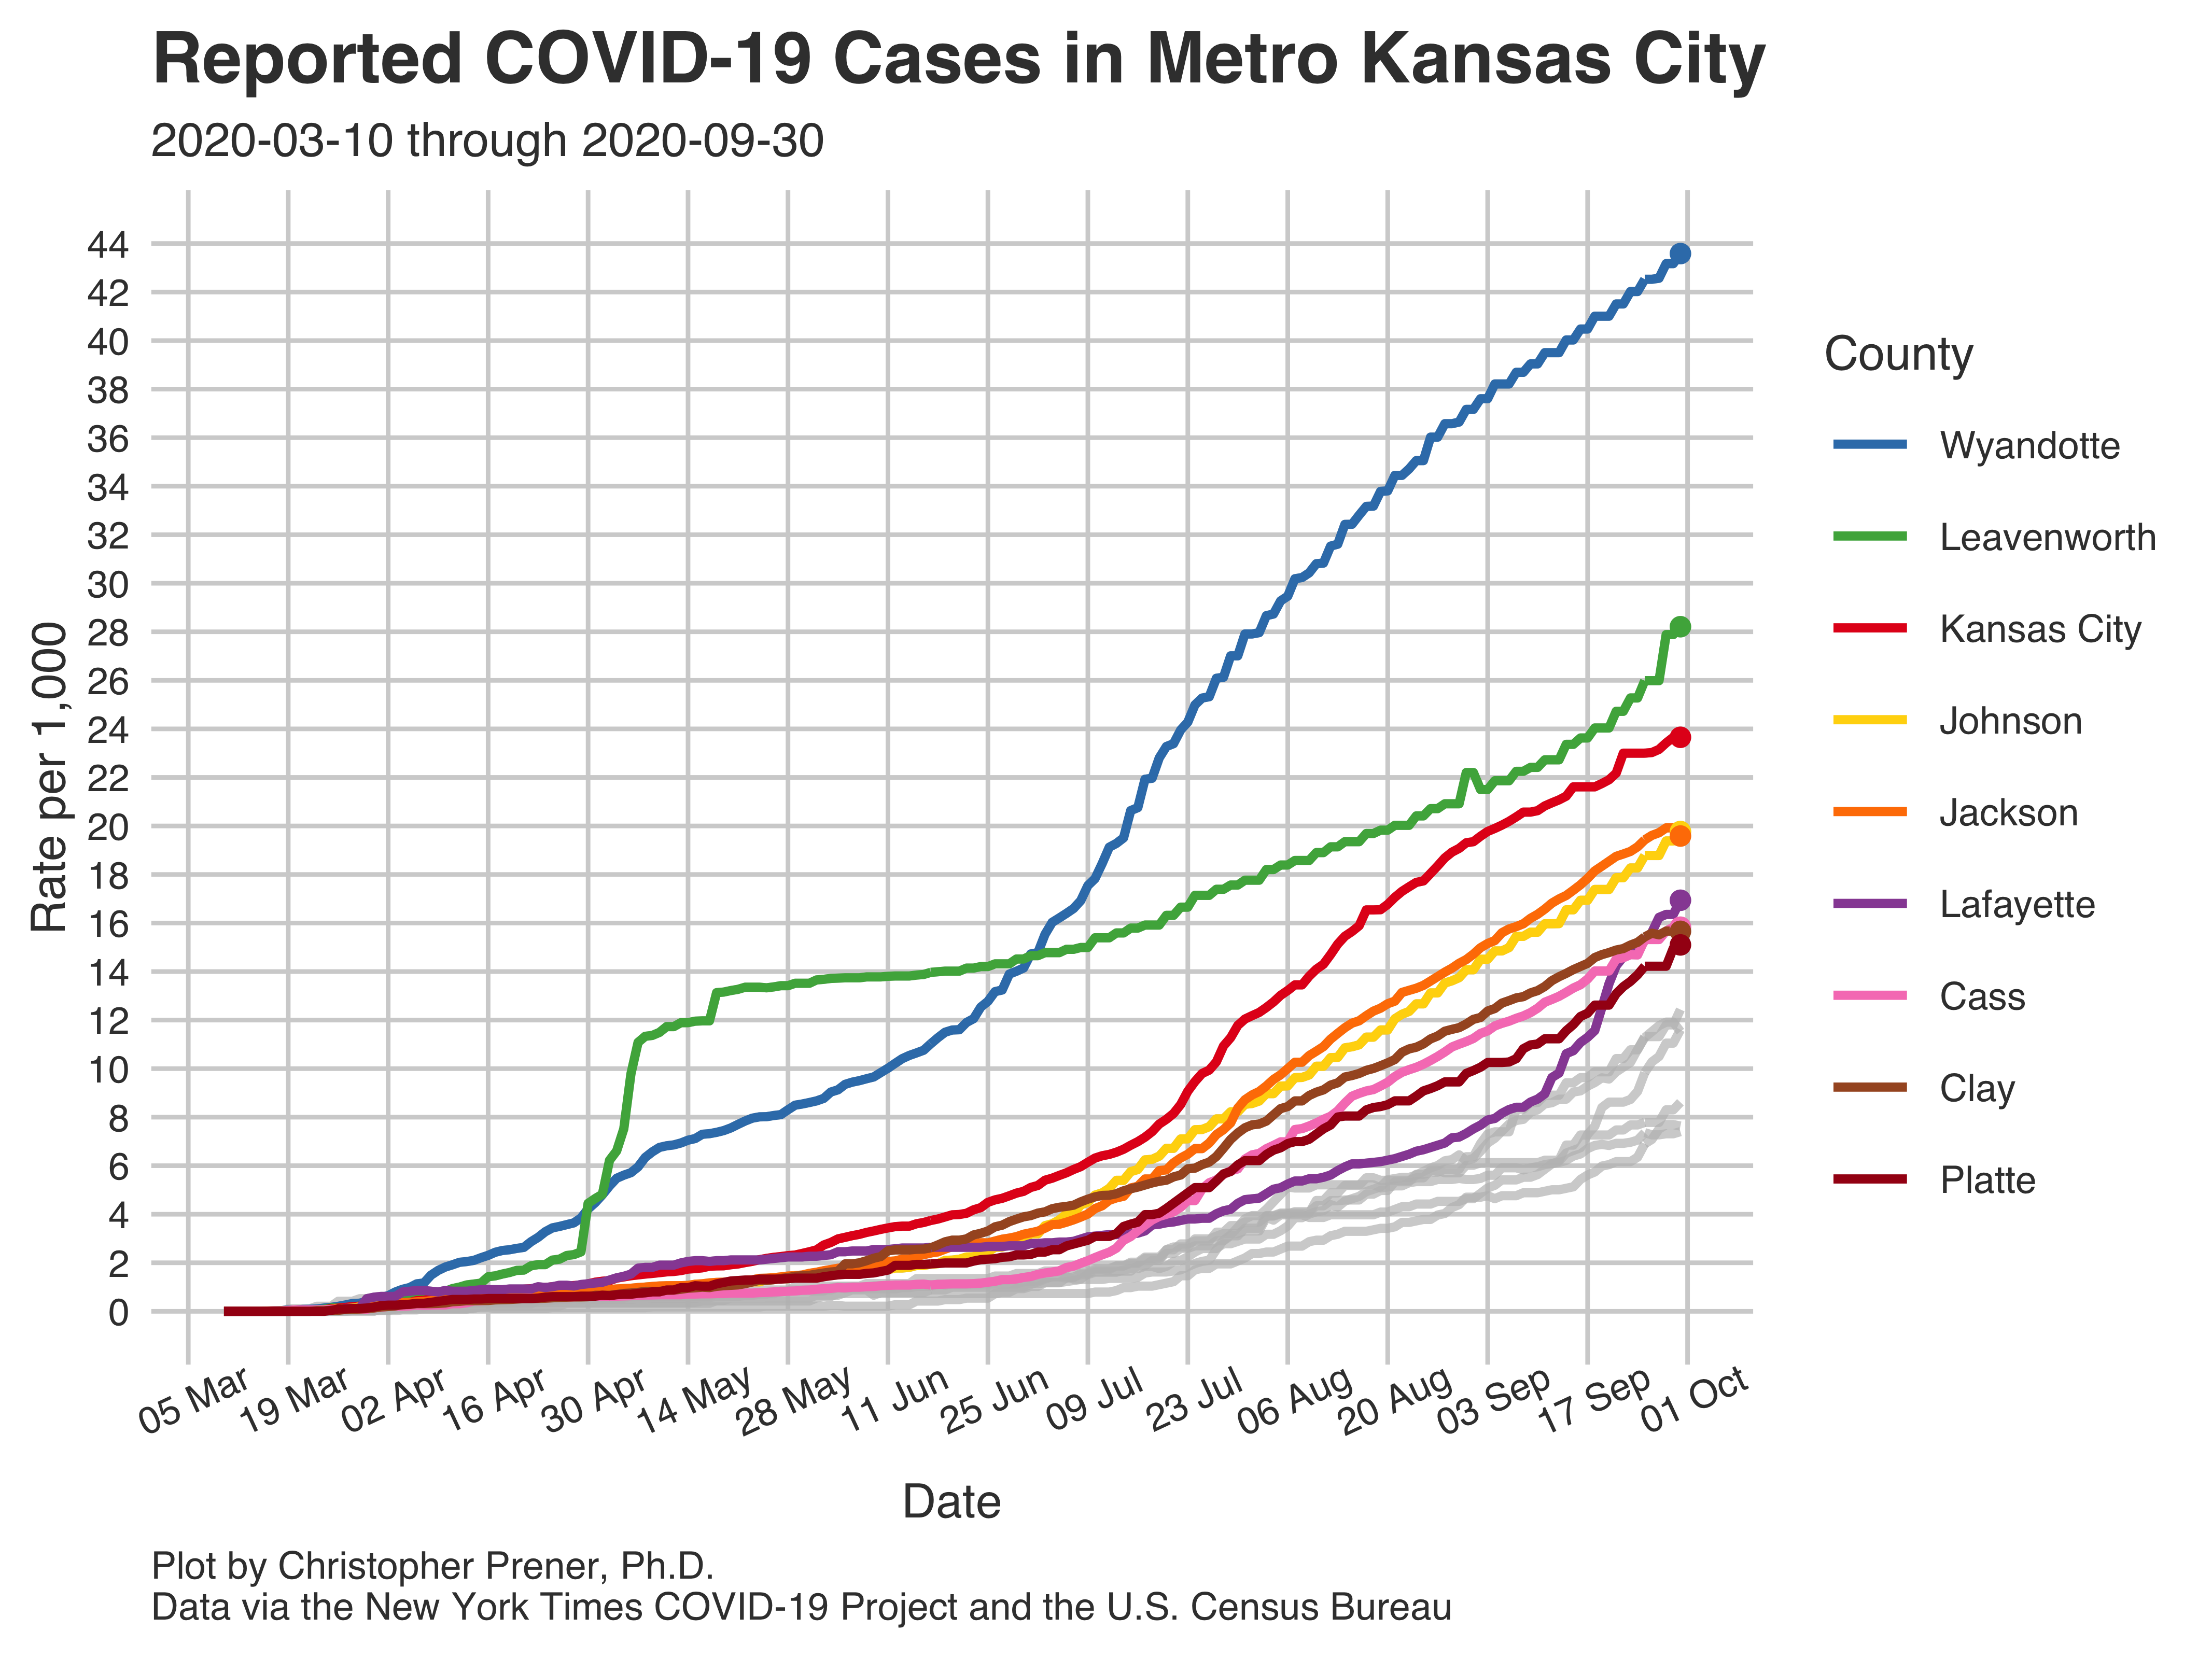 Reported COVID-19 Cases in Metro Kansas City
2020-03-10 through 2020-09-30
44
42
40
38
36
34
32
30
28
26
24
22
20
18
16
14
12
10
8
6
4
2
0
Rate per 1,000
05 Mar
19 Mar
02 Apr
16 Apr
30 Apr
14 May
28 May
11 Jun
25 Jun
09 Jul
23 Jul
06 Aug
20 Aug
03 Sep
17 Sep
01 Oct
Date
County
Wyandotte
Leavenworth
Kansas City
Johnson
Jackson
Lafayette
Cass
Clay
Platte
Plot by Christopher Prener, Ph.D.
Data via the New York Times COVID-19 Project and the U.S. Census Bureau